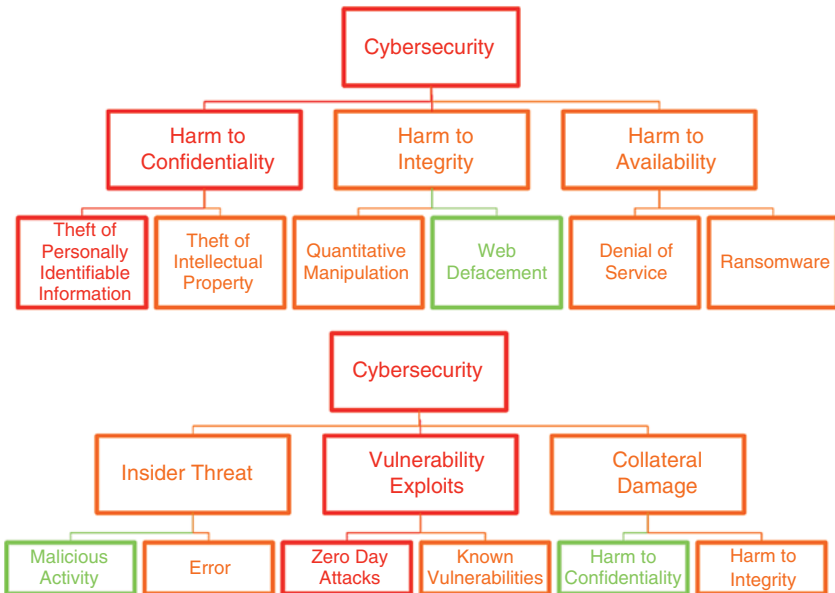 Cybersecurity
Harm to
Confidentiality
Harm to
Integrity
Harm to
Availability
Theft of
Personally
Identifiable
Information
Theft of
Intellectual
Property
Quantitative
Manipulation
Web
Defacement
Denial of
Service
Ransomware
Cybersecurity
Insider Threat
Vulnerability
Exploits
Collateral
Damage
Malicious
Activity
Error
Zero Day
Attacks
Known
Vulnerabilities
Harm to
Confidentiality
Harm to
Integrity